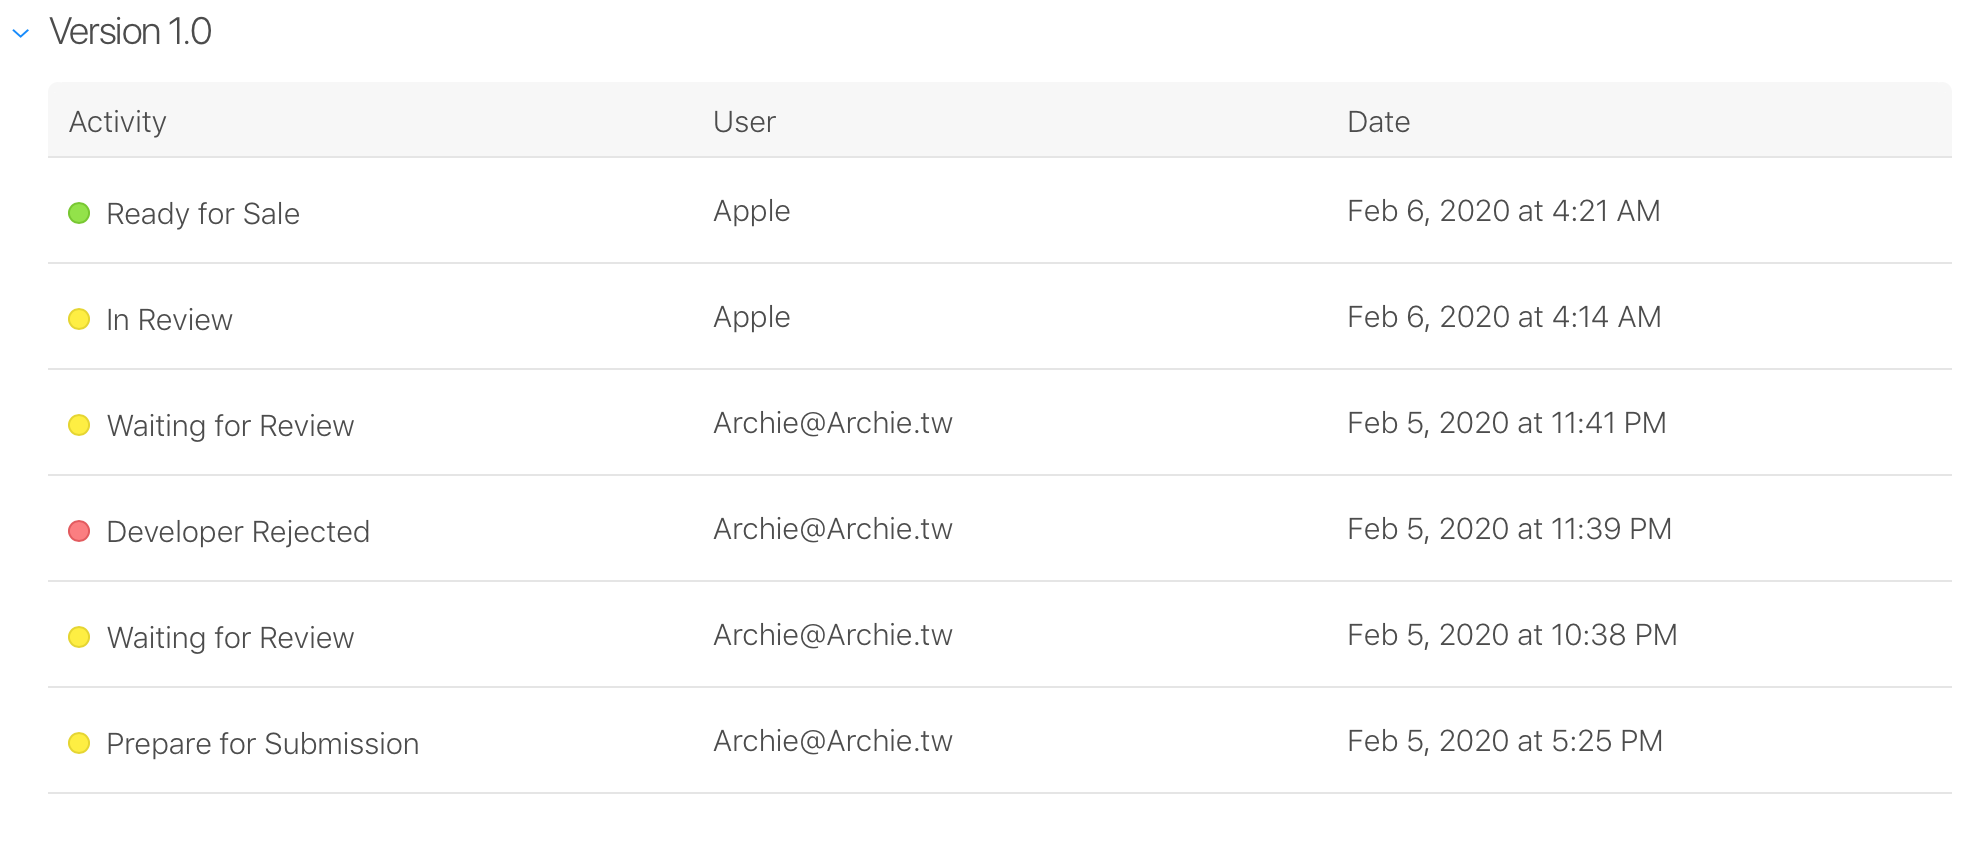 Version 1.0
Activity User Date
Ready for Sale Apple Feb 6, 2020 at 4:21 AM
In Review Apple Feb 6, 2020 at 4:14 AM
Waiting for Review Archie@Archie.tw Feb 5, 2020 at 11:41 PM
Developer Rejected Archie@Archie.tw Feb 5, 2020 at 11:39 PM
Waiting for Review Archie@Archie.tw Feb 5, 2020 at 10:38 PM
Prepare for Submission Archie@Archie.tw Feb 5, 2020 at 5:25 PM